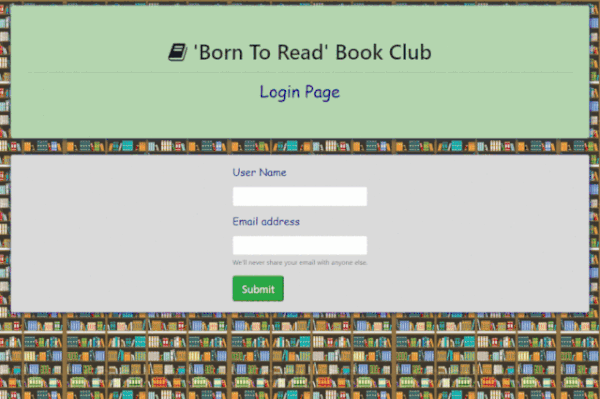 'Born To Read' Book Club
Login Page
User Name
Email address
We'll never share your email with anyone else.
Submit